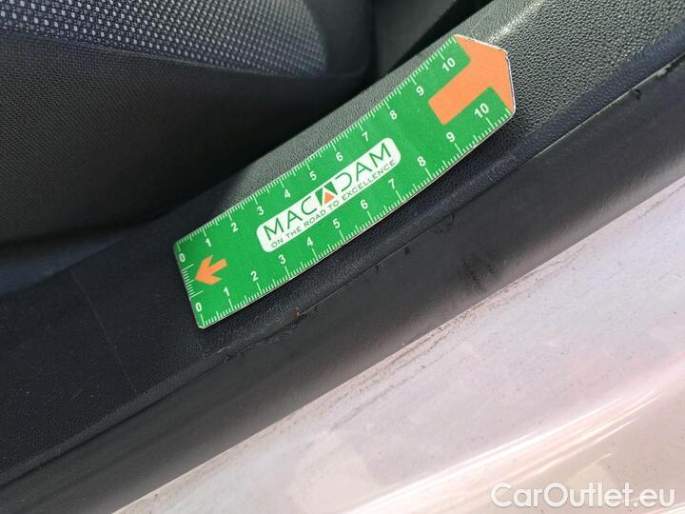 0 1 2 3 4 5 6 7 8 9 10
MACADAM
ON THE ROAD TO EXCELLENCE
0 1 2 3 4 5 6 7 8 9 10
CarOutlet.eu